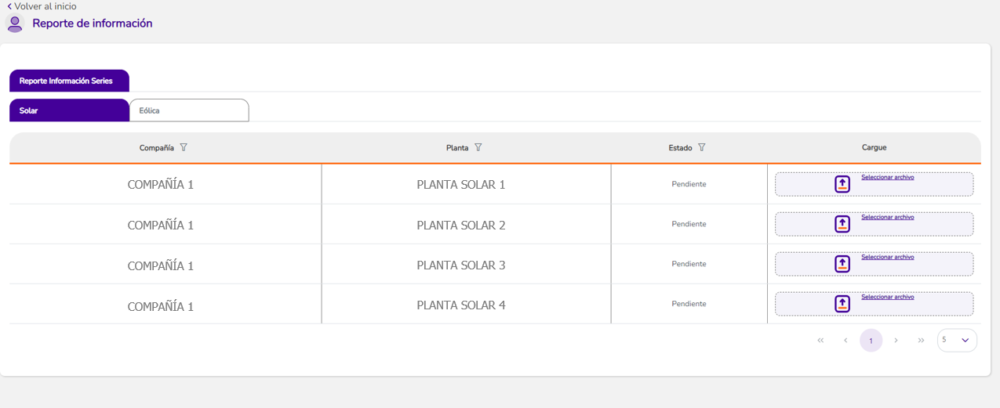 Volver al inicio
Reporte de información
Reporte Información Series
Solar Eólica
Compañía Planta Estado Cargue
COMPAÑÍA 1 PLANTA SOLAR 1 Pendiente Seleccionar archivo
COMPAÑÍA 1 PLANTA SOLAR 2 Pendiente Seleccionar archivo
COMPAÑÍA 1 PLANTA SOLAR 3 Pendiente Seleccionar archivo
COMPAÑÍA 1 PLANTA SOLAR 4 Pendiente Seleccionar archivo
« ‹ 1 › » 5